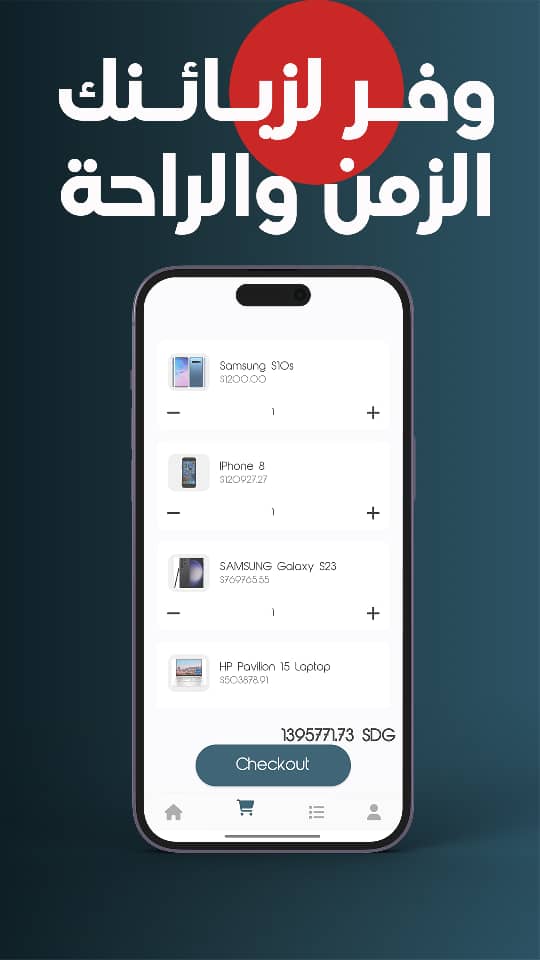 وفر لزبائنك
الزمن والراحة
Samsung S10s
$1200.00
1
IPhone 8
$120927.27
1
SAMSUNG Galaxy S23
$769765.55
1
HP Pavilion 15 Laptop
$503878.91
1395771.73 SDG
Checkout